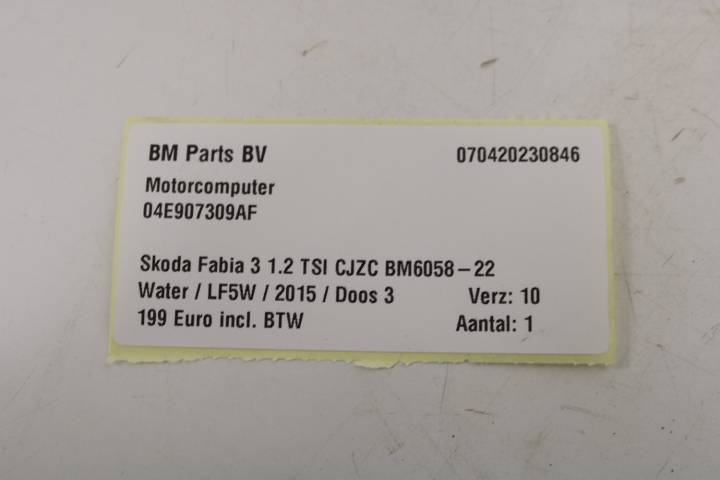 BM Parts BV 070420230846
Motorcomputer
04E907309AF
Skoda Fabia 3 1.2 TSI CJZC BM6058-22
Water / LF5W / 2015 / Doos 3 Verz: 10
199 Euro incl. BTW Aantal: 1